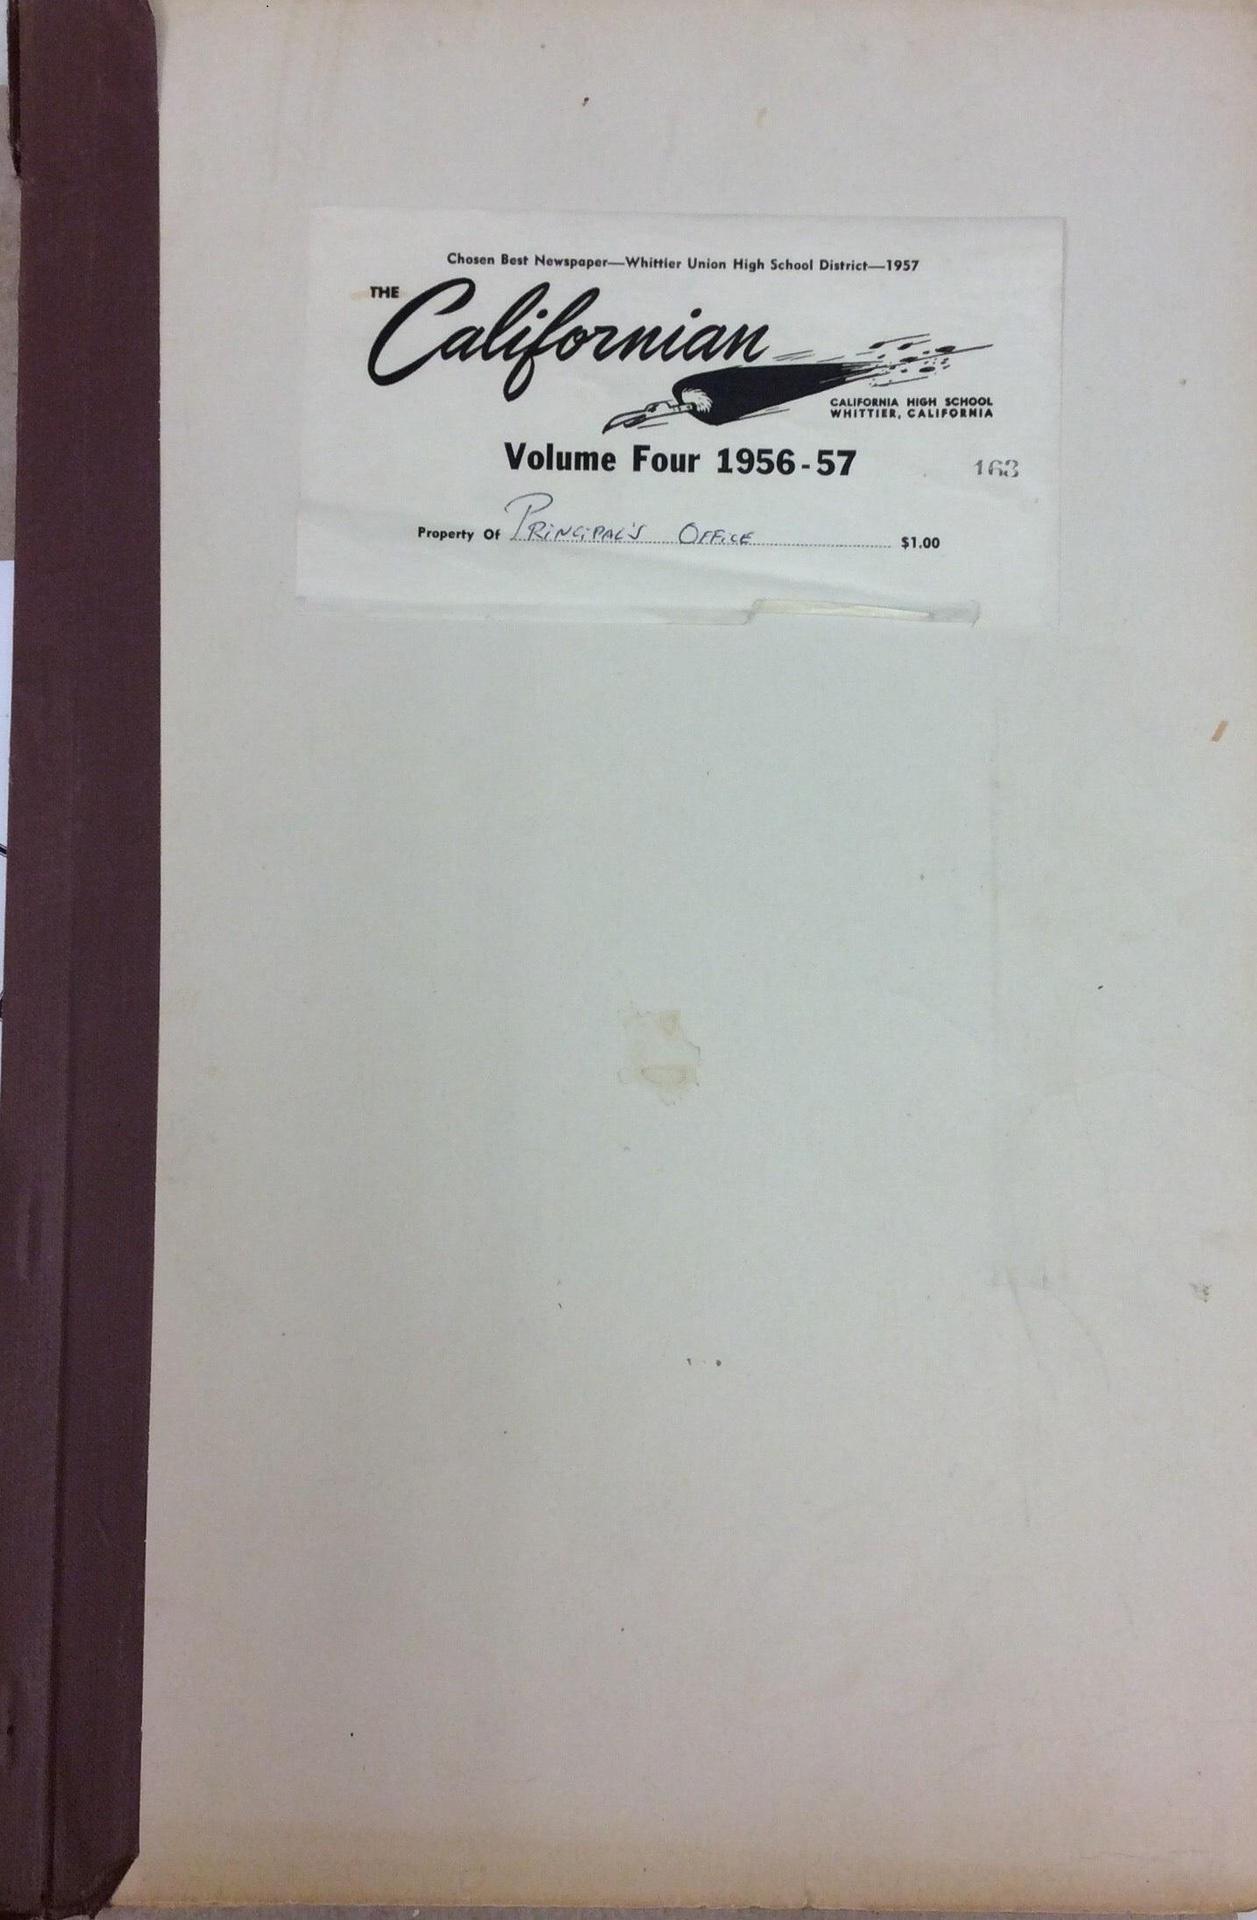 Chosen Best Newspaper—Whittier Union High School District—1957
THE
Californian
CALIFORNIA HIGH SCHOOL
WHITTIER, CALIFORNIA
Volume Four 1956-57
163
Property Of PRINCIPAL'S OFFICE $1.00